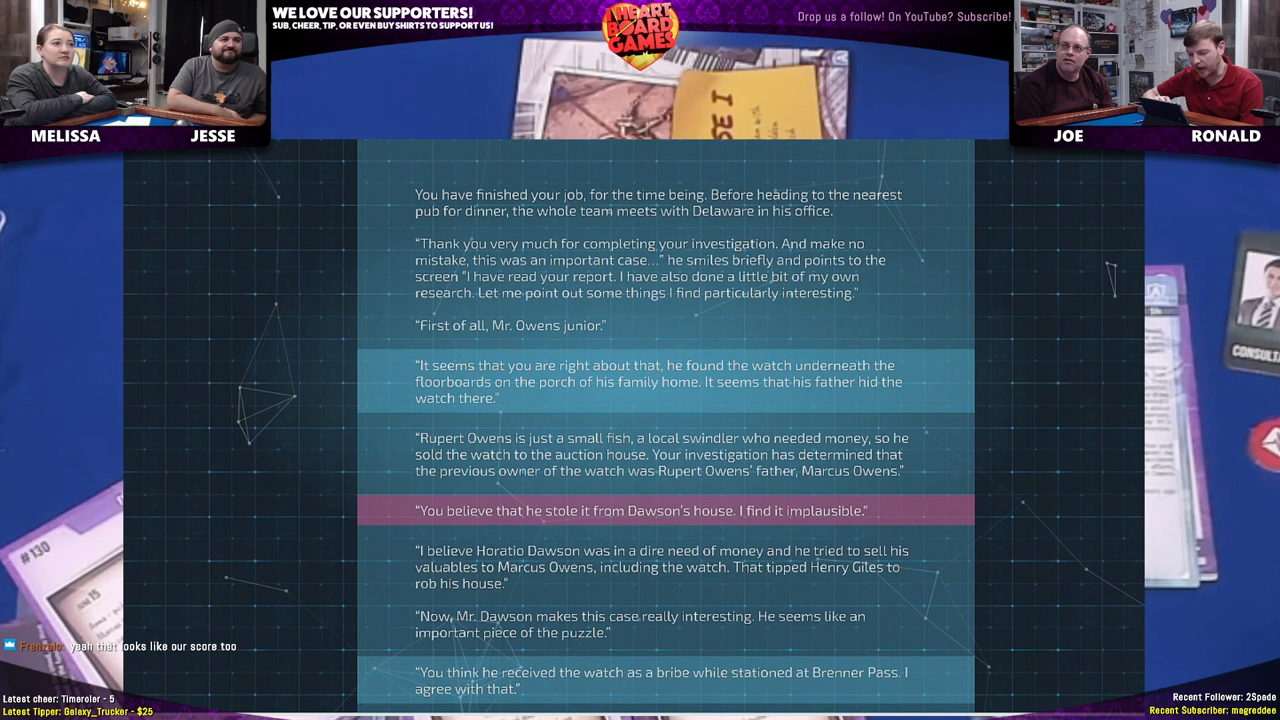 WE LOVE OUR SUPPORTERS!
SUB, CHEER, TIP, OR EVEN BUY SHIRTS TO SUPPORT US!
I HEART
BOARD
GAMES
Drop us a follow! On YouTube? Subscribe!
MELISSA
JESSE
JOE
RONALD
You have finished your job, for the time being. Before heading to the nearest
pub for dinner, the whole team meets with Delaware in his office.
“Thank you very much for completing your investigation. And make no
mistake, this was an important case...” he smiles briefly and points to the
screen “I have read your report. I have also done a little bit of my own
research. Let me point out some things I find particularly interesting.”
“First of all, Mr. Owens junior.”
“It seems that you are right about that, he found the watch underneath the
floorboards on the porch of his family home. It seems that his father hid the
watch there.”
“Rupert Owens is just a small fish, a local swindler who needed money, so he
sold the watch to the auction house. Your investigation has determined that
the previous owner of the watch was Rupert Owens’ father, Marcus Owens.”
“You believe that he stole it from Dawson’s house. I find it implausible.”
“I believe Horatio Dawson was in a dire need of money and he tried to sell his
valuables to Marcus Owens, including the watch. That tipped Henry Giles to
rob his house.”
“Now, Mr. Dawson makes this case really interesting. He seems like an
important piece of the puzzle.”
“You think he received the watch as a bribe while stationed at Brenner Pass. I
agree with that.”
CONSULT
#130
Frenzalo: yeah that looks like our score too
Latest cheer: Timeroler - 5
Latest Tipper: Galaxy_Trucker - $25
Recent Follower: 2Spade
Recent Subscriber: magreddee